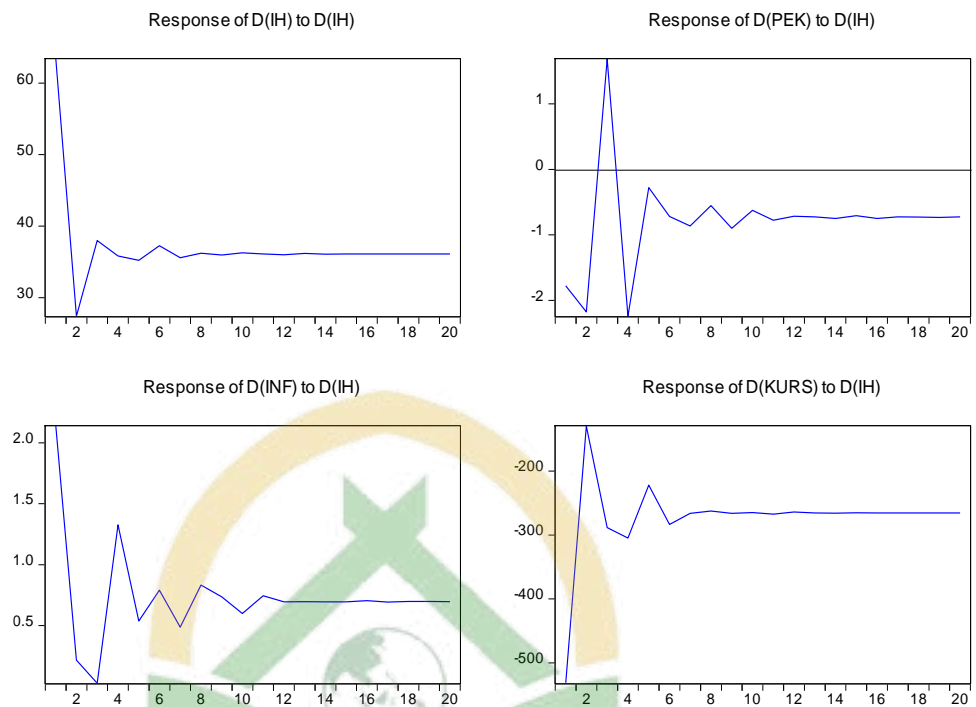 Response of D(IH) to D(IH)
60
50
40
30
2 4 6 8 10 12 14 16 18 20
Response of D(PEK) to D(IH)
1
0
-1
-2
2 4 6 8 10 12 14 16 18 20
Response of D(INF) to D(IH)
2.0
1.5
1.0
0.5
2 4 6 8 10 12 14 16 18 20
Response of D(KURS) to D(IH)
-200
-300
-400
-500
2 4 6 8 10 12 14 16 18 20